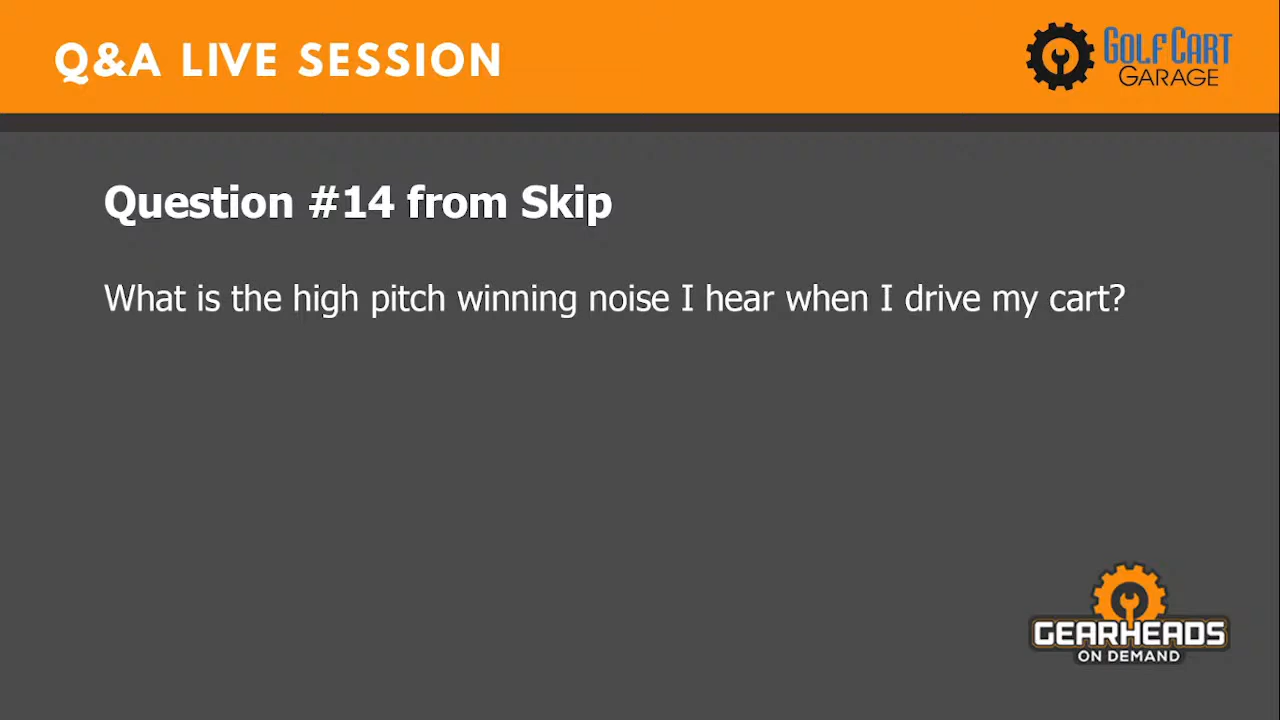 Q&A LIVE SESSION
GOLF CART
GARAGE
Question #14 from Skip
What is the high pitch winning noise I hear when I drive my cart?
GEARHEADS
ON DEMAND